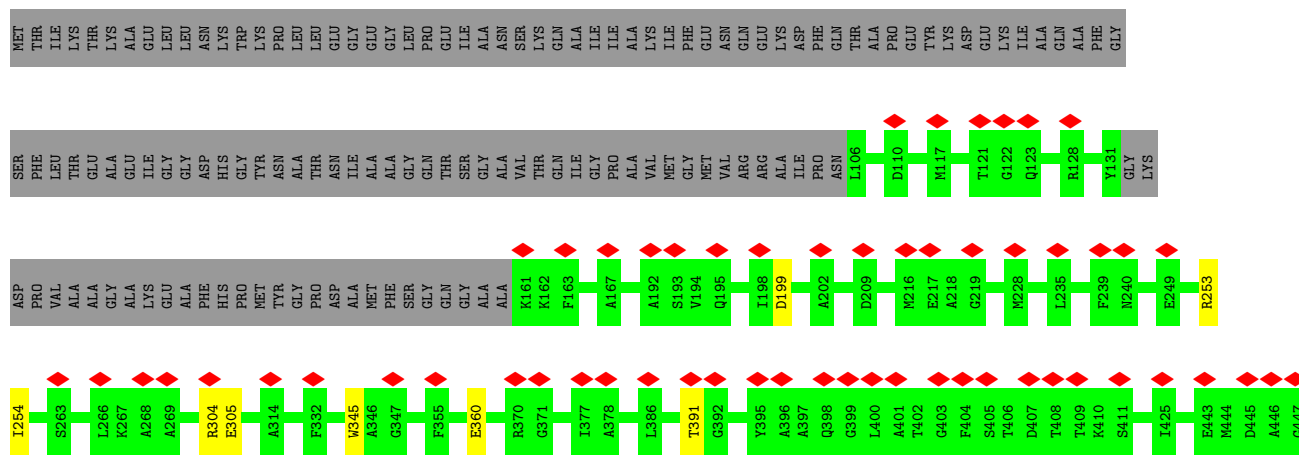 MET THR ILE LYS THR LYS ALA GLU LEU LEU ASN LYS TRP LYS PRO LEU LEU GLU GLY GLU GLY LEU PRO GLU ILE ALA ASN SER LYS GLN ALA ILE ILE ALA LYS ILE PHE GLU ASN GLN GLU LYS ASP PHE GLN THR ALA PRO GLU TYR LYS ASP GLU LYS ILE ALA GLN ALA PHE GLY
SER PHE LEU THR GLU ALA GLU ILE GLY GLY ASP HIS GLY TYR ASN ALA THR ASN ILE ALA ALA GLY GLN THR SER GLY ALA VAL THR GLN ILE GLY PRO ALA VAL MET GLY MET VAL ARG ARG ALA ILE PRO ASN L106 D110 M117 T121 G122 Q123 R128 Y131 GLY LYS
ASP PRO VAL ALA ALA GLY ALA LYS GLU ALA PHE HIS PRO MET TYR GLY PRO ASP ALA MET PHE SER GLY GLN GLY ALA ALA K161 K162 F163 A167 A192 S193 V194 Q195 I198 D199 A202 D209 M216 E217 A218 G219 M228 L235 F239 N240 E249 R253
I254 S263 L266 K267 A268 A269 R304 E305 A314 F332 W345 A346 G347 F355 E360 R370 G371 I377 A378 L386 T391 G392 Y395 A396 A397 Q398 G399 L400 A401 T402 G403 F404 S405 T406 D407 T408 T409 K410 S411 I425 E443 M444 D445 A446 G447